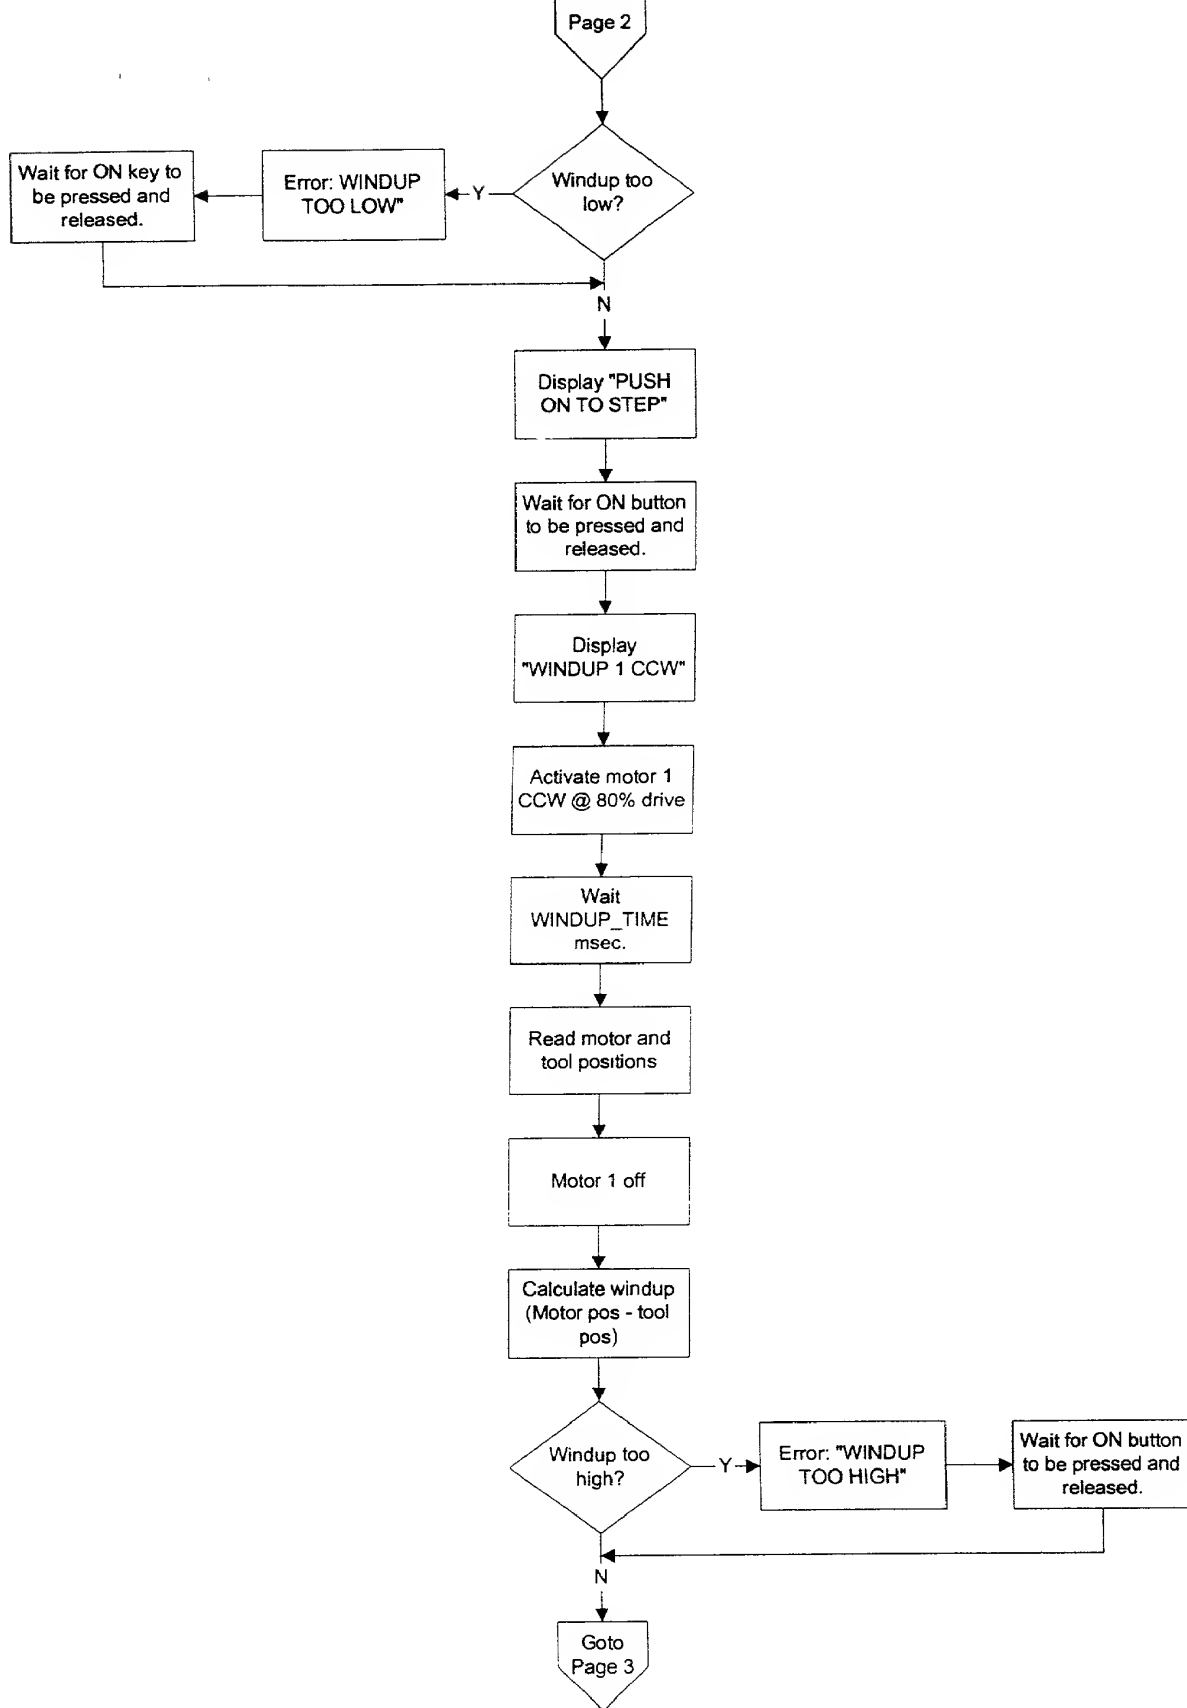 Page 2
Windup too
low?
Y
Error: WINDUP
TOO LOW"
Wait for ON key to
be pressed and
released.
N
Display "PUSH
ON TO STEP"
Wait for ON button
to be pressed and
released.
Display
"WINDUP 1 CCW"
Activate motor 1
CCW @ 80% drive
Wait
WINDUP_TIME
msec.
Read motor and
tool positions
Motor 1 off
Calculate windup
(Motor pos - tool
pos)
Windup too
high?
Y
Error: "WINDUP
TOO HIGH"
Wait for ON button
to be pressed and
released.
N
Goto
Page 3